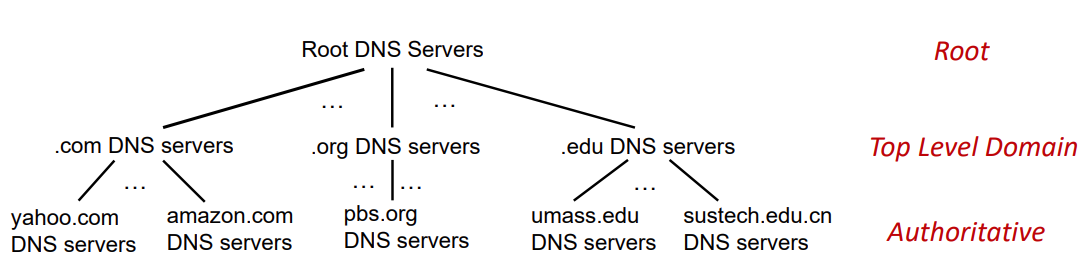 Root DNS Servers
Root
…
…
.com DNS servers
.org DNS servers
.edu DNS servers
Top Level Domain
…
…
…
…
yahoo.com
DNS servers
amazon.com
DNS servers
pbs.org
DNS servers
umass.edu
DNS servers
sustech.edu.cn
DNS servers
Authoritative